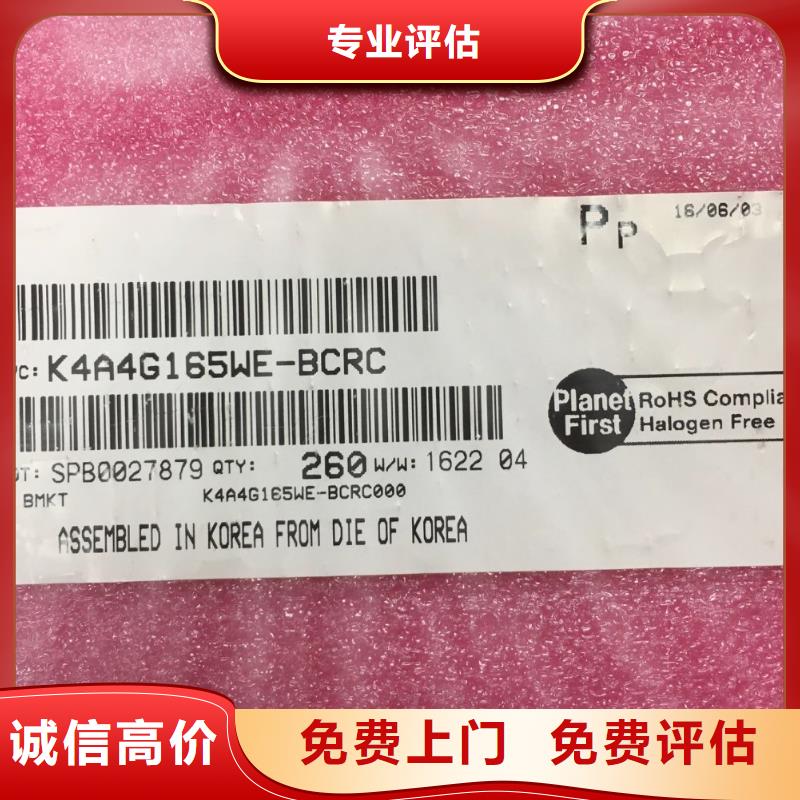 专业评估
Pp 16/06/03
C: K4A4G165WE-BCRC
Planet First
RoHS Complia
Halogen Free
OT: SPB0027879 QTY: 260 W/W: 1622 04
BMKT K4A4G165WE-BCRC000
ASSEMBLED IN KOREA FROM DIE OF KOREA
诚信高价
免费上门 免费评估